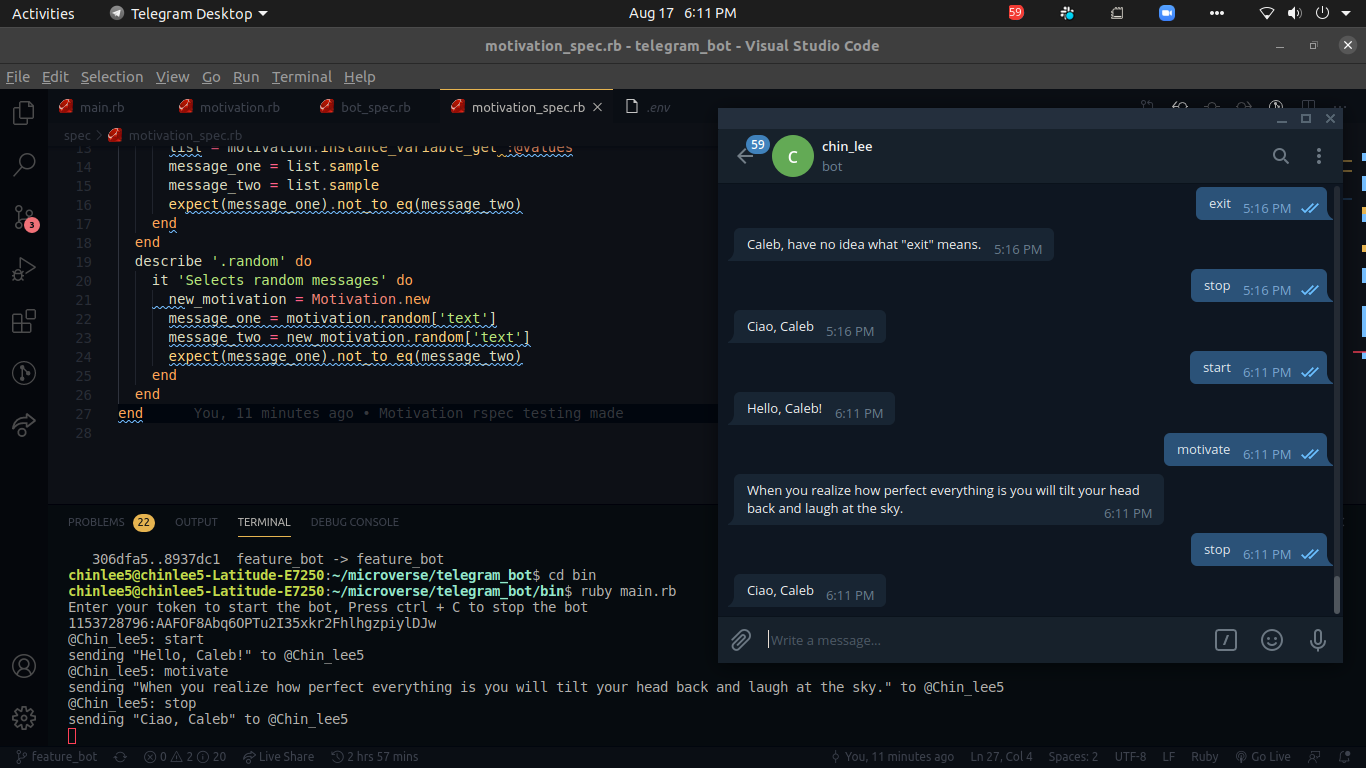 Activities
Telegram Desktop
Aug 17 6:11 PM
59
motivation_spec.rb - telegram_bot - Visual Studio Code
File Edit Selection View Go Run Terminal Help
main.rb
motivation.rb
bot_spec.rb
motivation_spec.rb
.env
spec > motivation_spec.rb
13 list = motivation.instance_variable_get :@values
14 message_one = list.sample
15 message_two = list.sample
16 expect(message_one).not_to eq(message_two)
17 end
18 end
19 describe '.random' do
20 it 'Selects random messages' do
21 new_motivation = Motivation.new
22 message_one = motivation.random['text']
23 message_two = new_motivation.random['text']
24 expect(message_one).not_to eq(message_two)
25 end
26 end
27 end You, 11 minutes ago • Motivation rspec testing made
28
3
PROBLEMS 22 OUTPUT TERMINAL DEBUG CONSOLE
306dfa5..8937dc1 feature_bot -> feature_bot
chinlee5@chinlee5-Latitude-E7250:~/microverse/telegram_bot$ cd bin
chinlee5@chinlee5-Latitude-E7250:~/microverse/telegram_bot/bin$ ruby main.rb
Enter your token to start the bot, Press ctrl + C to stop the bot
1153728796:AAFOF8Abq6OPTu2I35xkr2FhlhgzpiylDJw
@Chin_lee5: start
sending "Hello, Caleb!" to @Chin_lee5
@Chin_lee5: motivate
sending "When you realize how perfect everything is you will tilt your head back and laugh at the sky." to @Chin_lee5
@Chin_lee5: stop
sending "Ciao, Caleb" to @Chin_lee5
59
C
chin_lee
bot
exit 5:16 PM
Caleb, have no idea what "exit" means. 5:16 PM
stop 5:16 PM
Ciao, Caleb 5:16 PM
start 6:11 PM
Hello, Caleb! 6:11 PM
motivate 6:11 PM
When you realize how perfect everything is you will tilt your head
back and laugh at the sky. 6:11 PM
stop 6:11 PM
Ciao, Caleb 6:11 PM
Write a message...
feature_bot 0 2 20 Live Share 2 hrs 57 mins You, 11 minutes ago Ln 27, Col 4 Spaces: 2 UTF-8 LF Ruby Go Live